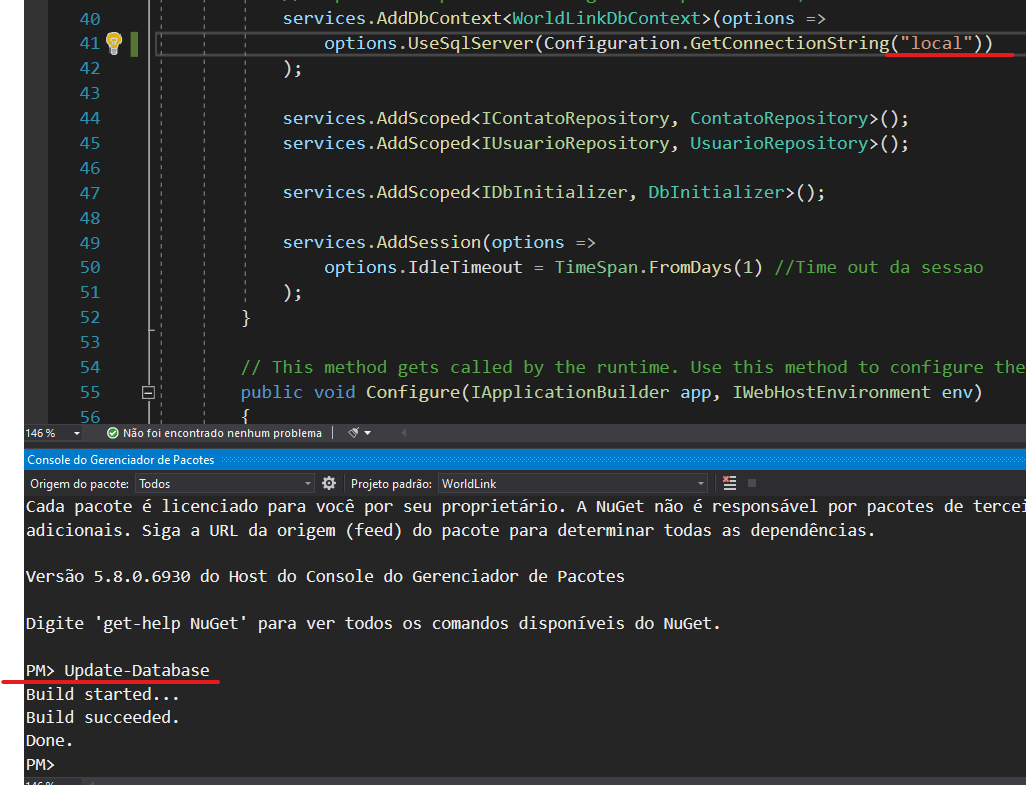 40 services.AddDbContext<WorldLinkDbContext>(options =>
41 options.UseSqlServer(Configuration.GetConnectionString("local"))
42 );
43
44 services.AddScoped<IContatoRepository, ContatoRepository>();
45 services.AddScoped<IUsuarioRepository, UsuarioRepository>();
46
47 services.AddScoped<IDbInitializer, DbInitializer>();
48
49 services.AddSession(options =>
50 options.IdleTimeout = TimeSpan.FromDays(1) //Time out da sessao
51 );
52 }
53
54 // This method gets called by the runtime. Use this method to configure the
55 public void Configure(IApplicationBuilder app, IWebHostEnvironment env)
56 {
146 % Não foi encontrado nenhum problema
Console do Gerenciador de Pacotes
Origem do pacote: Todos Projeto padrão: WorldLink
Cada pacote é licenciado para você por seu proprietário. A NuGet não é responsável por pacotes de tercei
adicionais. Siga a URL da origem (feed) do pacote para determinar todas as dependências.
Versão 5.8.0.6930 do Host do Console do Gerenciador de Pacotes
Digite 'get-help NuGet' para ver todos os comandos disponíveis do NuGet.
PM> Update-Database
Build started...
Build succeeded.
Done.
PM>
146 %